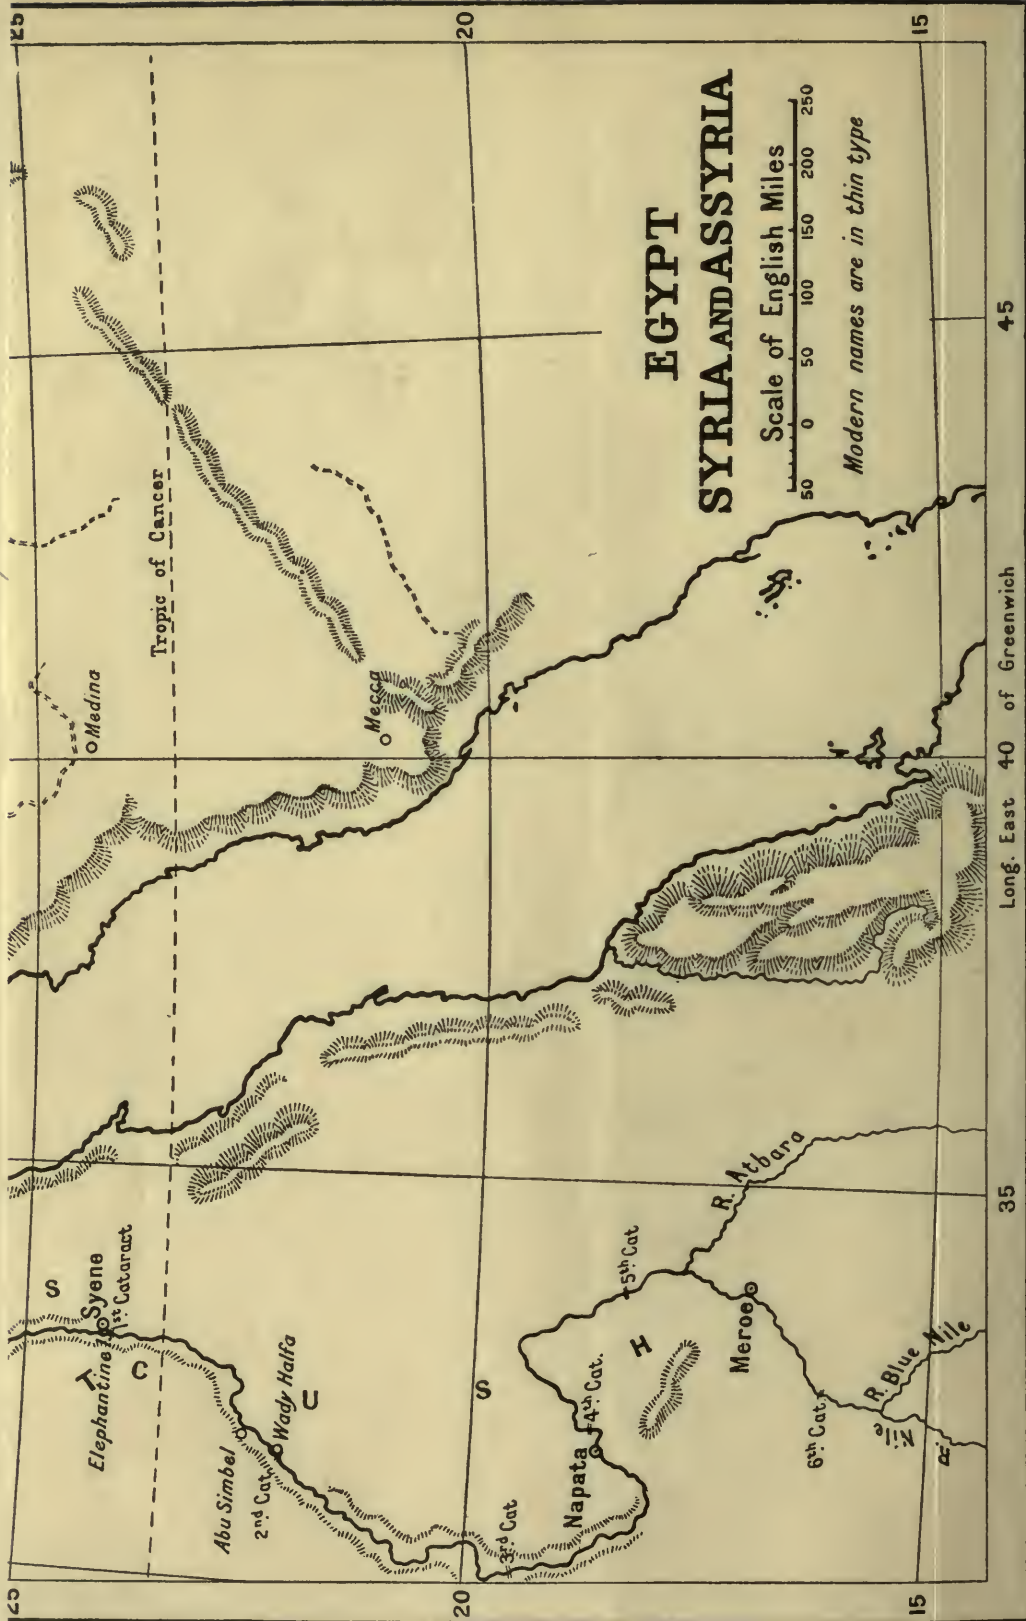 EGYPT
SYRIA AND ASSYRIA
Scale of English Miles
50 0 50 100 150 200 250
Modern names are in thin type
25
20
15
25
20
15
Tropic of Cancer
Medina
Mecca
45
Long. East 40 of Greenwich
35
S
Syene
1st Cataract
Elephantine I.
T
C
U
S
H
Abu Simbel
2nd Cat.
Wady Halfa
3rd Cat
Napata
4th Cat.
5th Cat
R. Atbara
Meroe
6th Cat.
R. Blue Nile
R. Nile